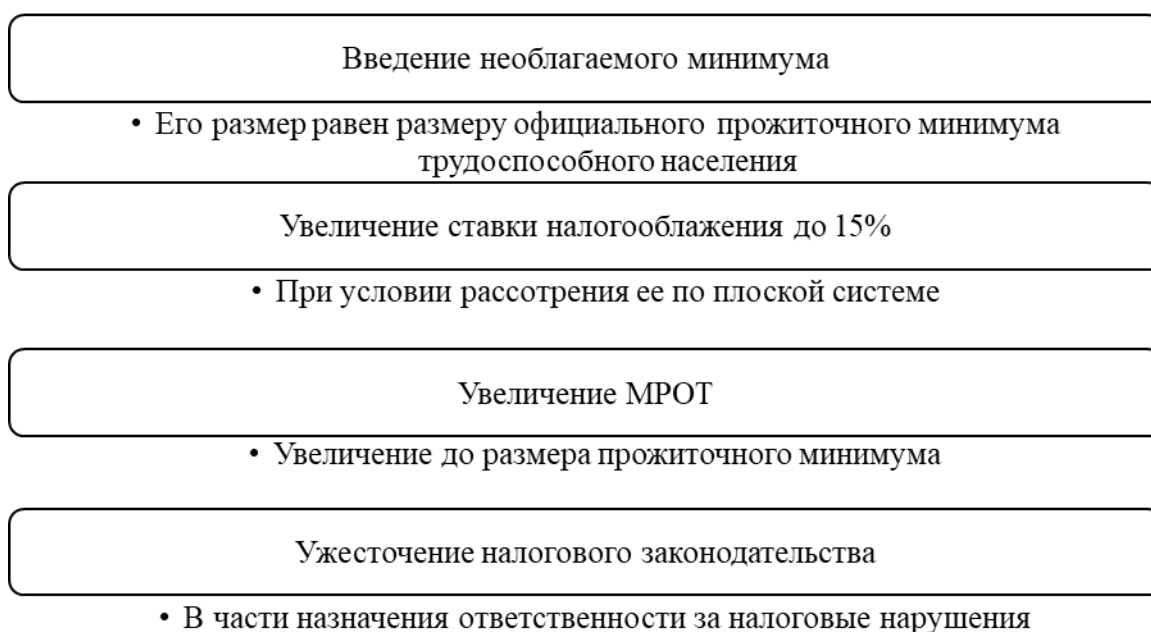 Введение необлагаемого минимума
• Его размер равен размеру официального прожиточного минимума
трудоспособного населения
Увеличение ставки налогооблажения до 15%
• При условии рассотрения ее по плоской системе
Увеличение МРОТ
• Увеличение до размера прожиточного минимума
Ужесточение налогового законодательства
• В части назначения ответственности за налоговые нарушения